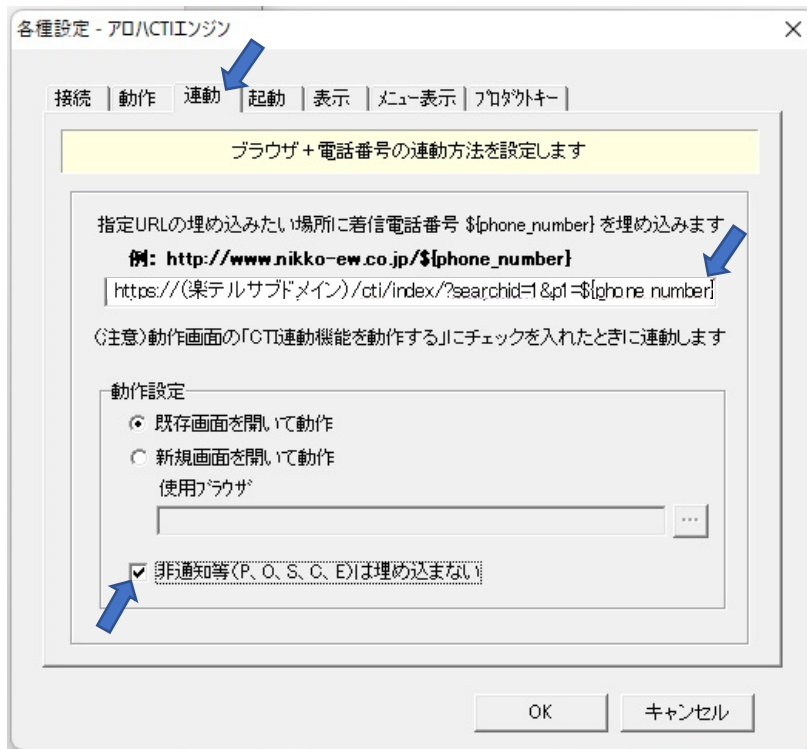 各種設定 - アロハCTIエンジン
接続 動作 連動 起動 表示 メニュー表示 プロダクトキー
ブラウザ+電話番号の連動方法を設定します
指定URLの埋め込みたい場所に着信電話番号 ${phone_number} を埋め込みます
例: http://www.nikko-ew.co.jp/${phone_number}
https://(楽テルサブドメイン)/cti/index/?searchid=1&p1=${phone_number}
(注意)動作画面の「CTI連動機能を動作する」にチェックを入れたときに連動します
動作設定
既存画面を開いて動作
新規画面を開いて動作
使用ブラウザ
...
非通知等(P、O、S、C、E)は埋め込まない
OK キャンセル